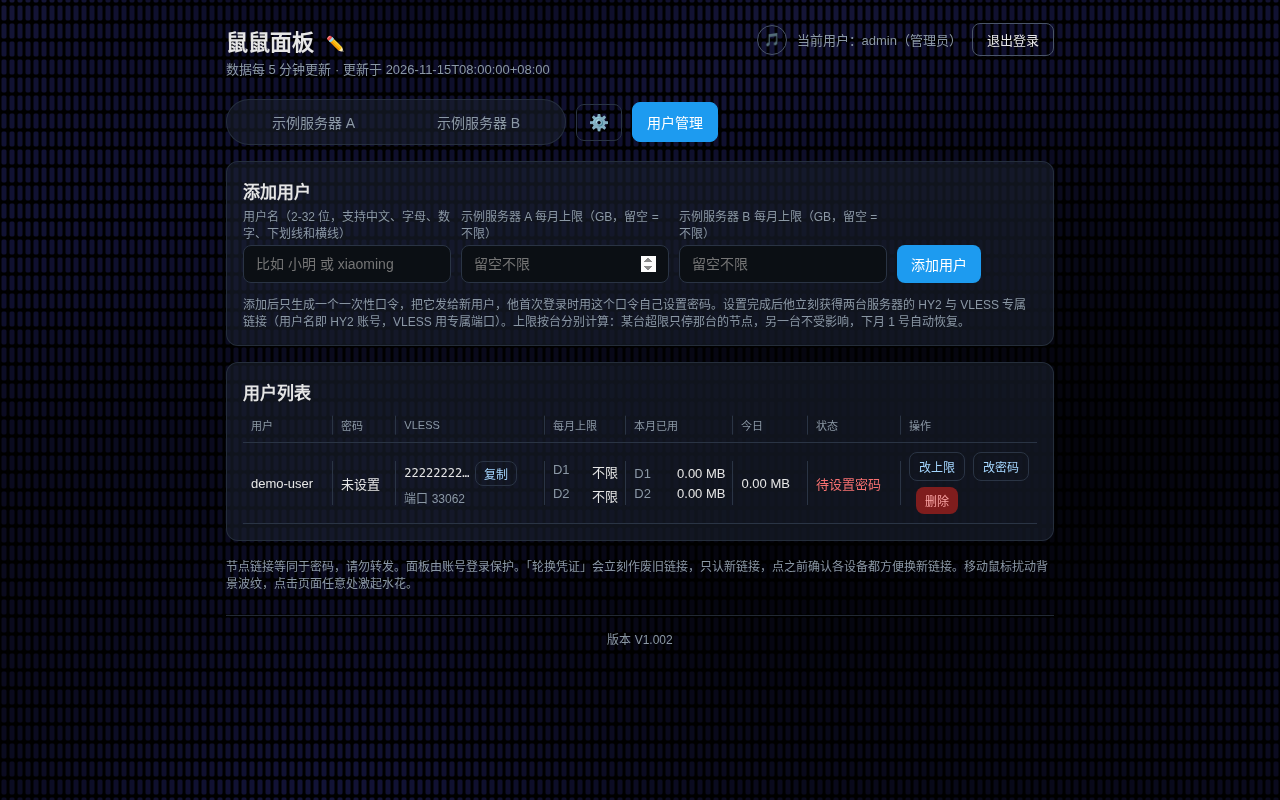 鼠鼠面板 ✏️
🎵 当前用户：admin（管理员） 退出登录
数据每 5 分钟更新 · 更新于 2026-11-15T08:00:00+08:00
示例服务器 A 示例服务器 B ⚙️ 用户管理
添加用户
用户名（2-32 位，支持中文、字母、数
字、下划线和横线）
示例服务器 A 每月上限（GB，留空 =
不限）
示例服务器 B 每月上限（GB，留空 =
不限）
比如 小明 或 xiaoming 留空不限 留空不限 添加用户
添加后只生成一个一次性口令，把它发给新用户，他首次登录时用这个口令自己设置密码。设置完成后他立刻获得两台服务器的 HY2 与 VLESS 专属
链接（用户名即 HY2 账号，VLESS 用专属端口）。上限按台分别计算：某台超限只停那台的节点，另一台不受影响，下月 1 号自动恢复。
用户列表
用户 密码 VLESS 每月上限 本月已用 今日 状态 操作
demo-user 未设置 22222222… 复制
端口 33062
D1 不限
D2 不限
D1 0.00 MB
D2 0.00 MB
0.00 MB 待设置密码 改上限 改密码
删除
节点链接等同于密码，请勿转发。面板由账号登录保护。「轮换凭证」会立刻作废旧链接，只认新链接，点之前确认各设备都方便换新链接。移动鼠标扰动背
景波纹，点击页面任意处激起水花。
版本 V1.002